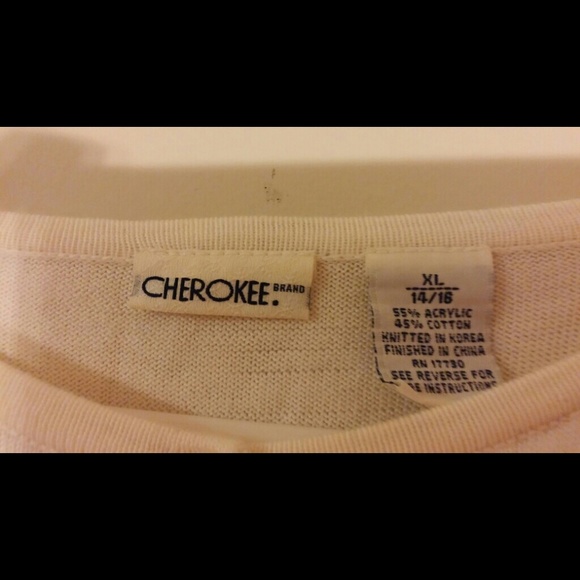 CHEROKEE. BRAND
XL
14/16
55% ACRYLIC
45% COTTON
KNITTED IN KOREA
FINISHED IN CHINA
RN 17730
SEE REVERSE FOR
INSTRUCTIONS